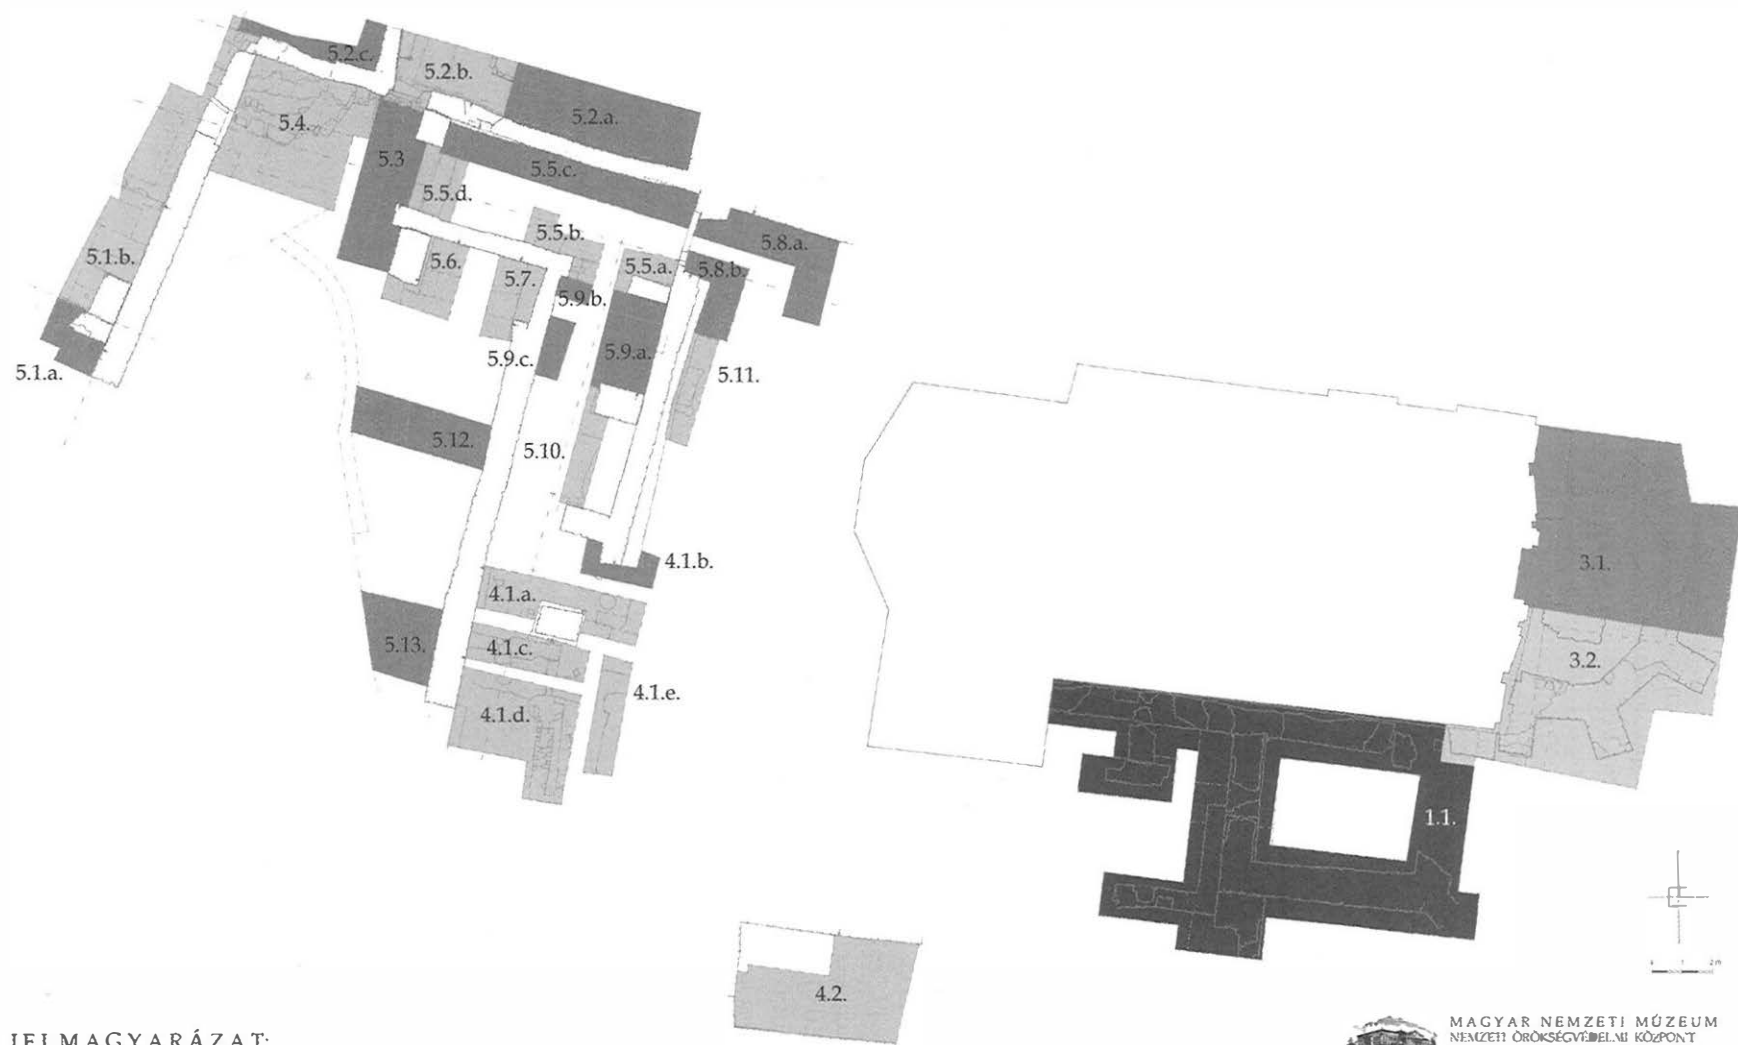 5.2.c.
5.2.b.
5.2.a.
5.4.
5.3
5.5.c.
5.5.d.
5.5.b.
5.8.a.
5.1.b.
5.6.
5.7.
5.5.a.
5.8.b.
5.9.b.
5.9.c.
5.9.a.
5.1.a.
5.11.
5.12.
5.10.
4.1.b.
3.1.
4.1.a.
5.13.
4.1.c.
3.2.
4.1.e.
4.1.d.
1.1.
4.2.
JELMAGYARÁZAT:
MAGYAR NEMZETI MÚZEUM
NEMZETI ÖRÖKSÉGVÉDELMI KÖZPONT